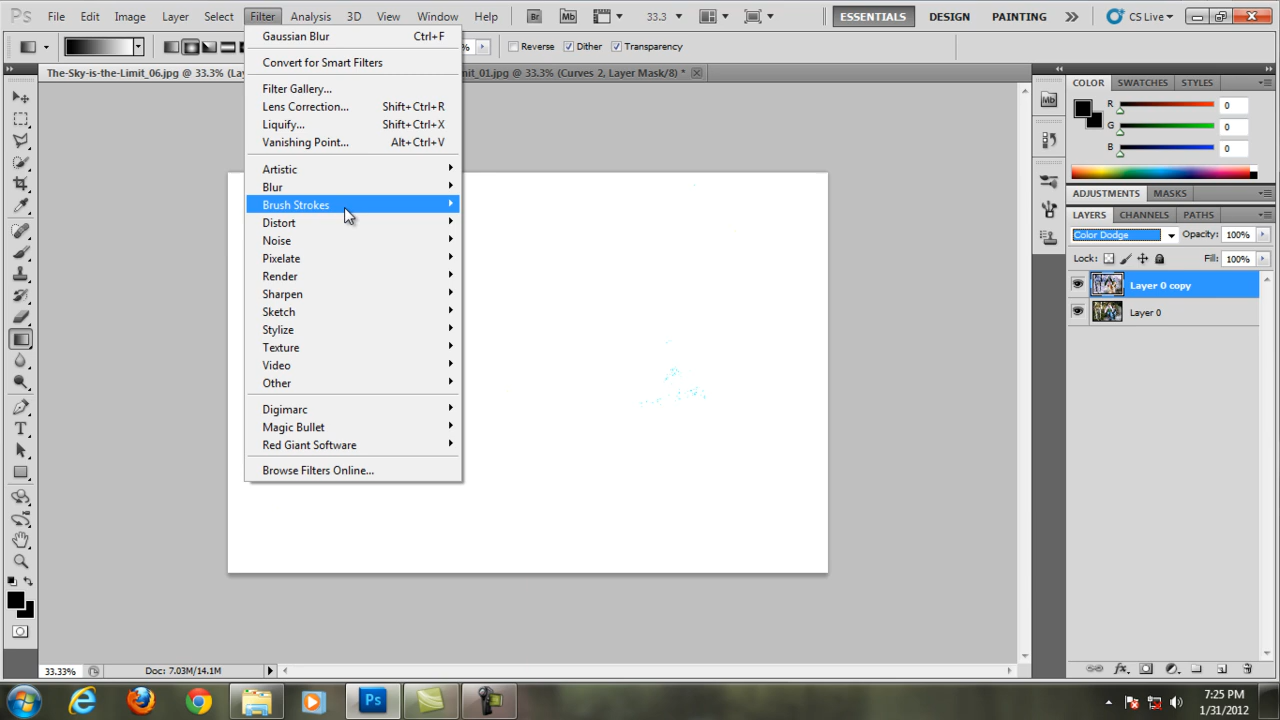 Ps File Edit Image Layer Select Filter Analysis 3D View Window Help Br Mb 33.3 ESSENTIALS DESIGN PAINTING CS Live
% Reverse Dither Transparency
The-Sky-is-the-Limit_06.jpg @ 33.3% (Lay mit_01.jpg @ 33.3% (Curves 2, Layer Mask/8) *
Gaussian Blur Ctrl+F
Convert for Smart Filters
Filter Gallery...
Lens Correction... Shift+Ctrl+R
Liquify... Shift+Ctrl+X
Vanishing Point... Alt+Ctrl+V
Artistic
Blur
Brush Strokes
Distort
Noise
Pixelate
Render
Sharpen
Sketch
Stylize
Texture
Video
Other
Digimarc
Magic Bullet
Red Giant Software
Browse Filters Online...
Mb
COLOR SWATCHES STYLES
R 0
G 0
B 0
ADJUSTMENTS MASKS
LAYERS CHANNELS PATHS
Color Dodge Opacity: 100%
Lock: Fill: 100%
Layer 0 copy
Layer 0
T
fx
33.33% Doc: 7.03M/14.1M
Ps
7:25 PM
1/31/2012